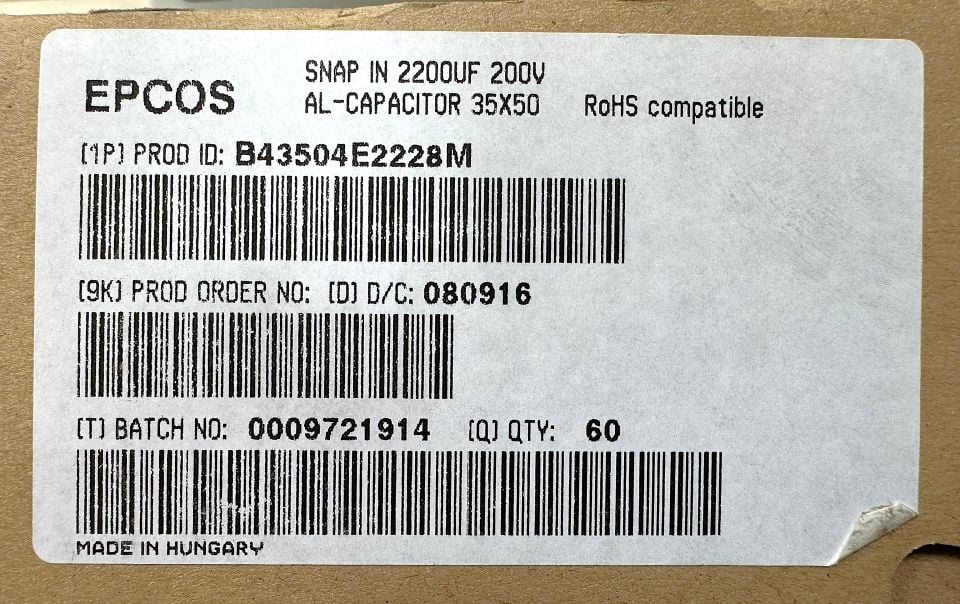 EPCOS
SNAP IN 2200UF 200V
AL-CAPACITOR 35X50 RoHS compatible
(1P) PROD ID: B43504E2228M
(9K) PROD ORDER NO: (D) D/C: 080916
(T) BATCH NO: 0009721914 (Q) QTY: 60
MADE IN HUNGARY